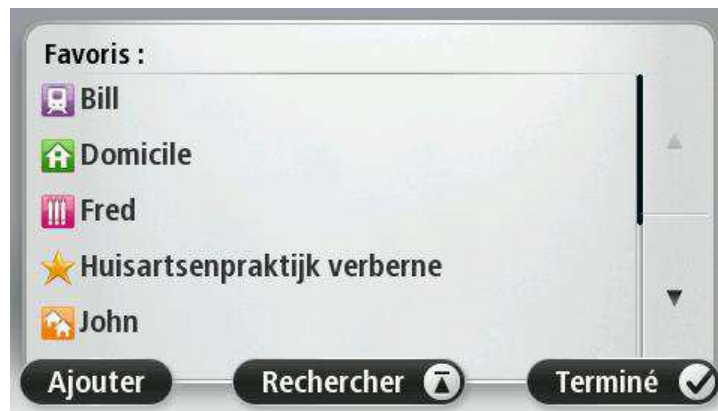 Favoris :
Bill
Domicile
Fred
Huisartsenpraktijk verberne
John
Ajouter
Rechercher
Terminé